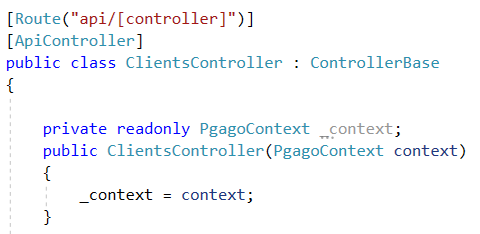 [Route("api/[controller]")]
[ApiController]
public class ClientsController : ControllerBase
{
private readonly PgagoContext _context;
public ClientsController(PgagoContext context)
{
_context = context;
}